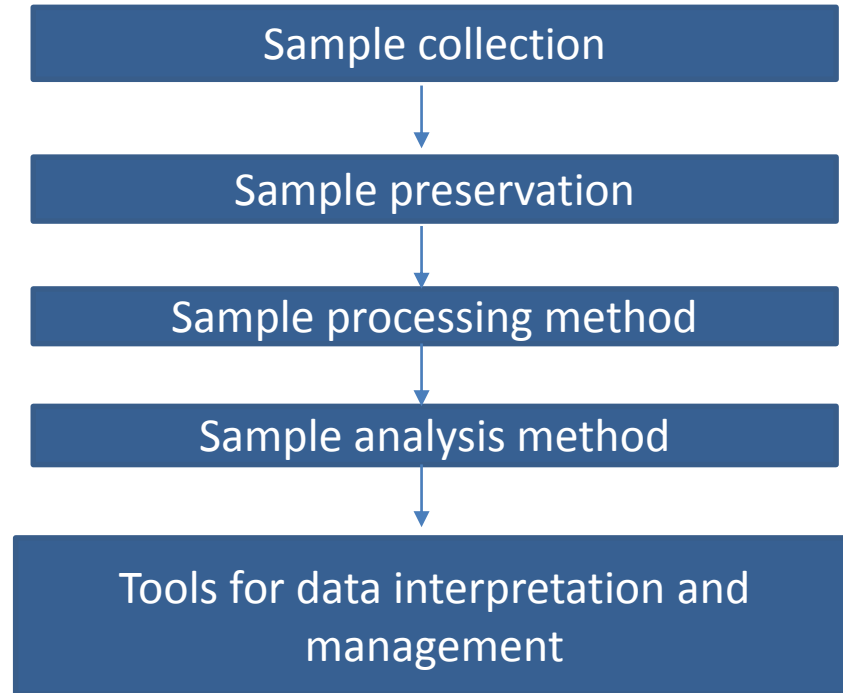 Sample collection
Sample preservation
Sample processing method
Sample analysis method
Tools for data interpretation and
management